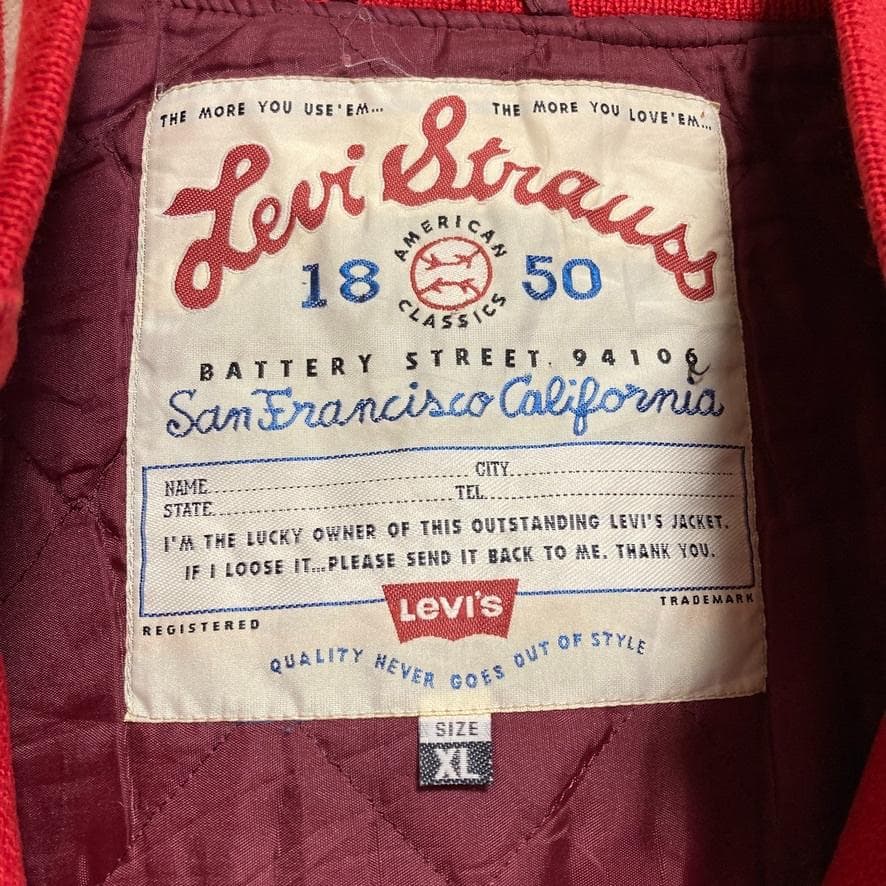 THE MORE YOU USE'EM... THE MORE YOU LOVE'EM...
Levi Strauss
AMERICAN
18 50
CLASSICS
BATTERY STREET. 94106
San Francisco California
NAME CITY
STATE TEL
I'M THE LUCKY OWNER OF THIS OUTSTANDING LEVI'S JACKET.
IF I LOOSE IT...PLEASE SEND IT BACK TO ME. THANK YOU.
LEVI'S
REGISTERED TRADEMARK
QUALITY NEVER GOES OUT OF STYLE
SIZE
XL